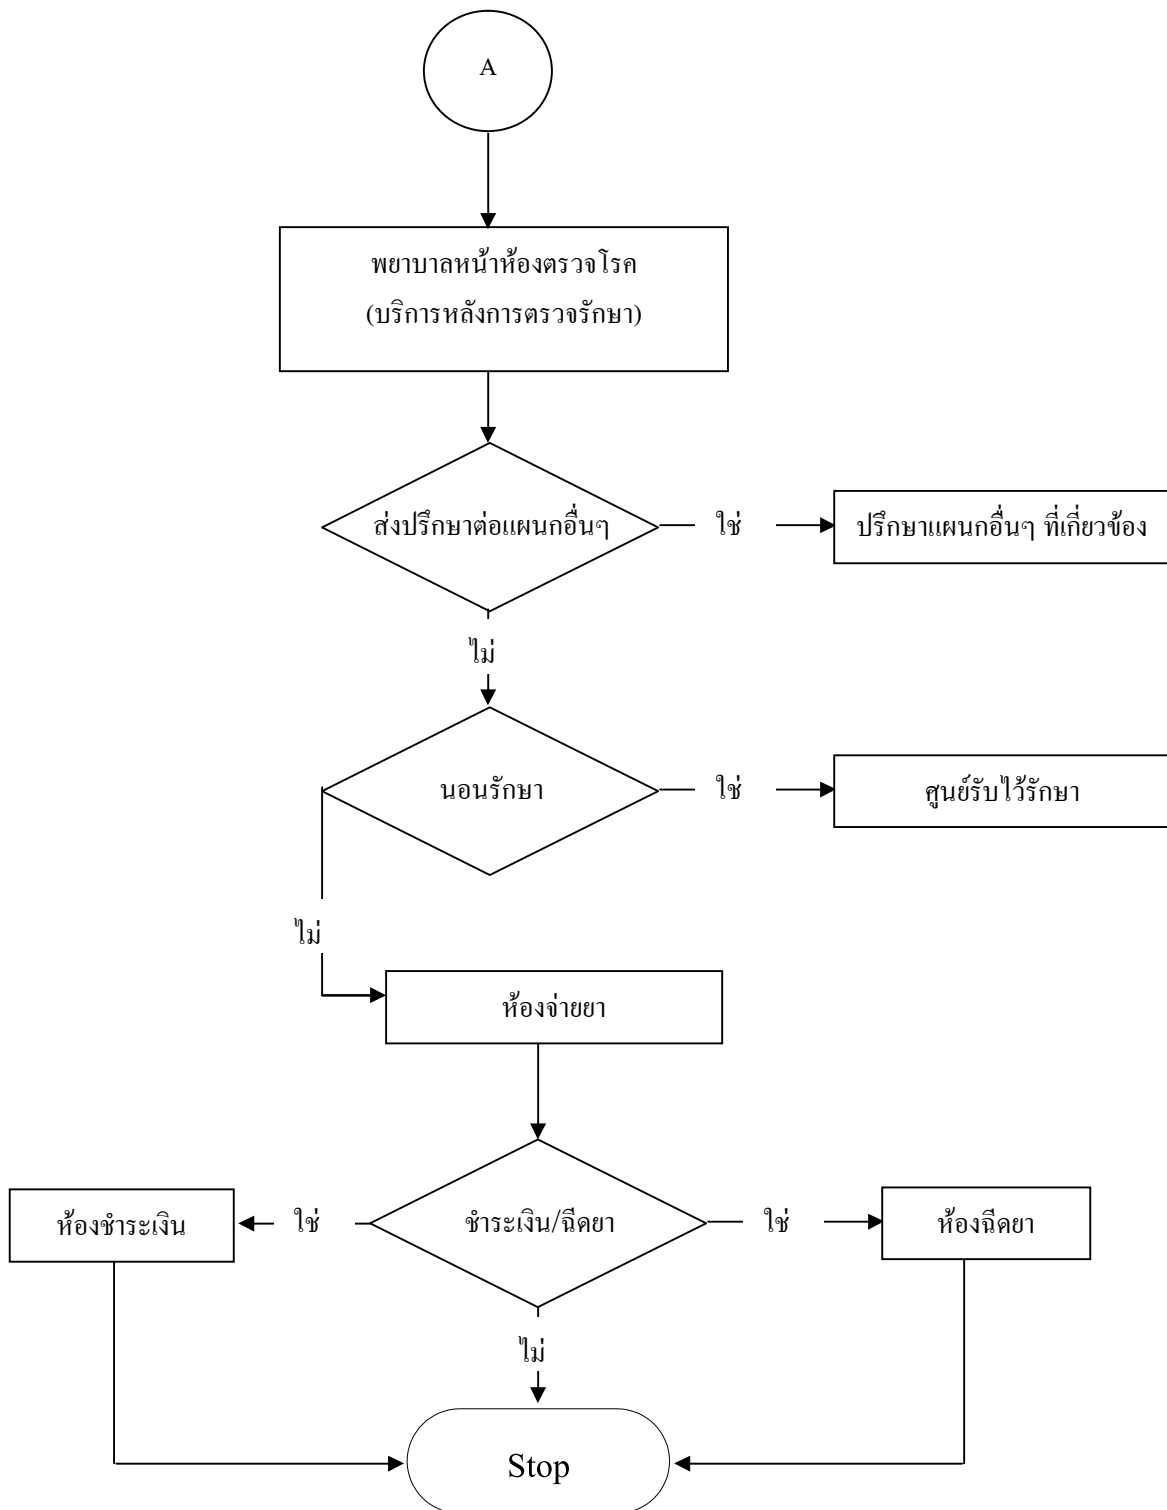 A
พยาบาลหน้าห้องตรวจโรค
(บริการหลังการตรวจรักษา)
ส่งปรึกษาต่อแผนกอื่นๆ
ใช่
ปรึกษาแผนกอื่นๆ ที่เกี่ยวข้อง
ไม่
นอนรักษา
ใช่
ศูนย์รับไว้รักษา
ไม่
ห้องจ่ายยา
ห้องชำระเงิน
ใช่
ชำระเงิน/ฉีดยา
ใช่
ห้องฉีดยา
ไม่
Stop